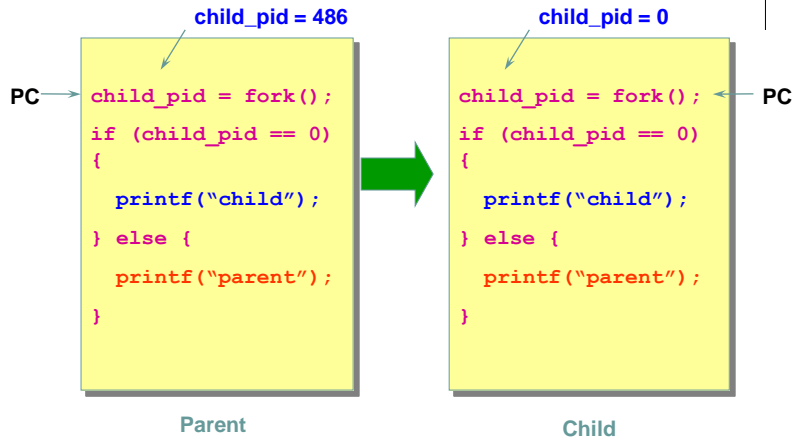 child_pid = 486
PC
child_pid = fork();
if (child_pid == 0)
{
printf(“child”);
} else {
printf(“parent”);
}
Parent
child_pid = 0
PC
child_pid = fork();
if (child_pid == 0)
{
printf(“child”);
} else {
printf(“parent”);
}
Child